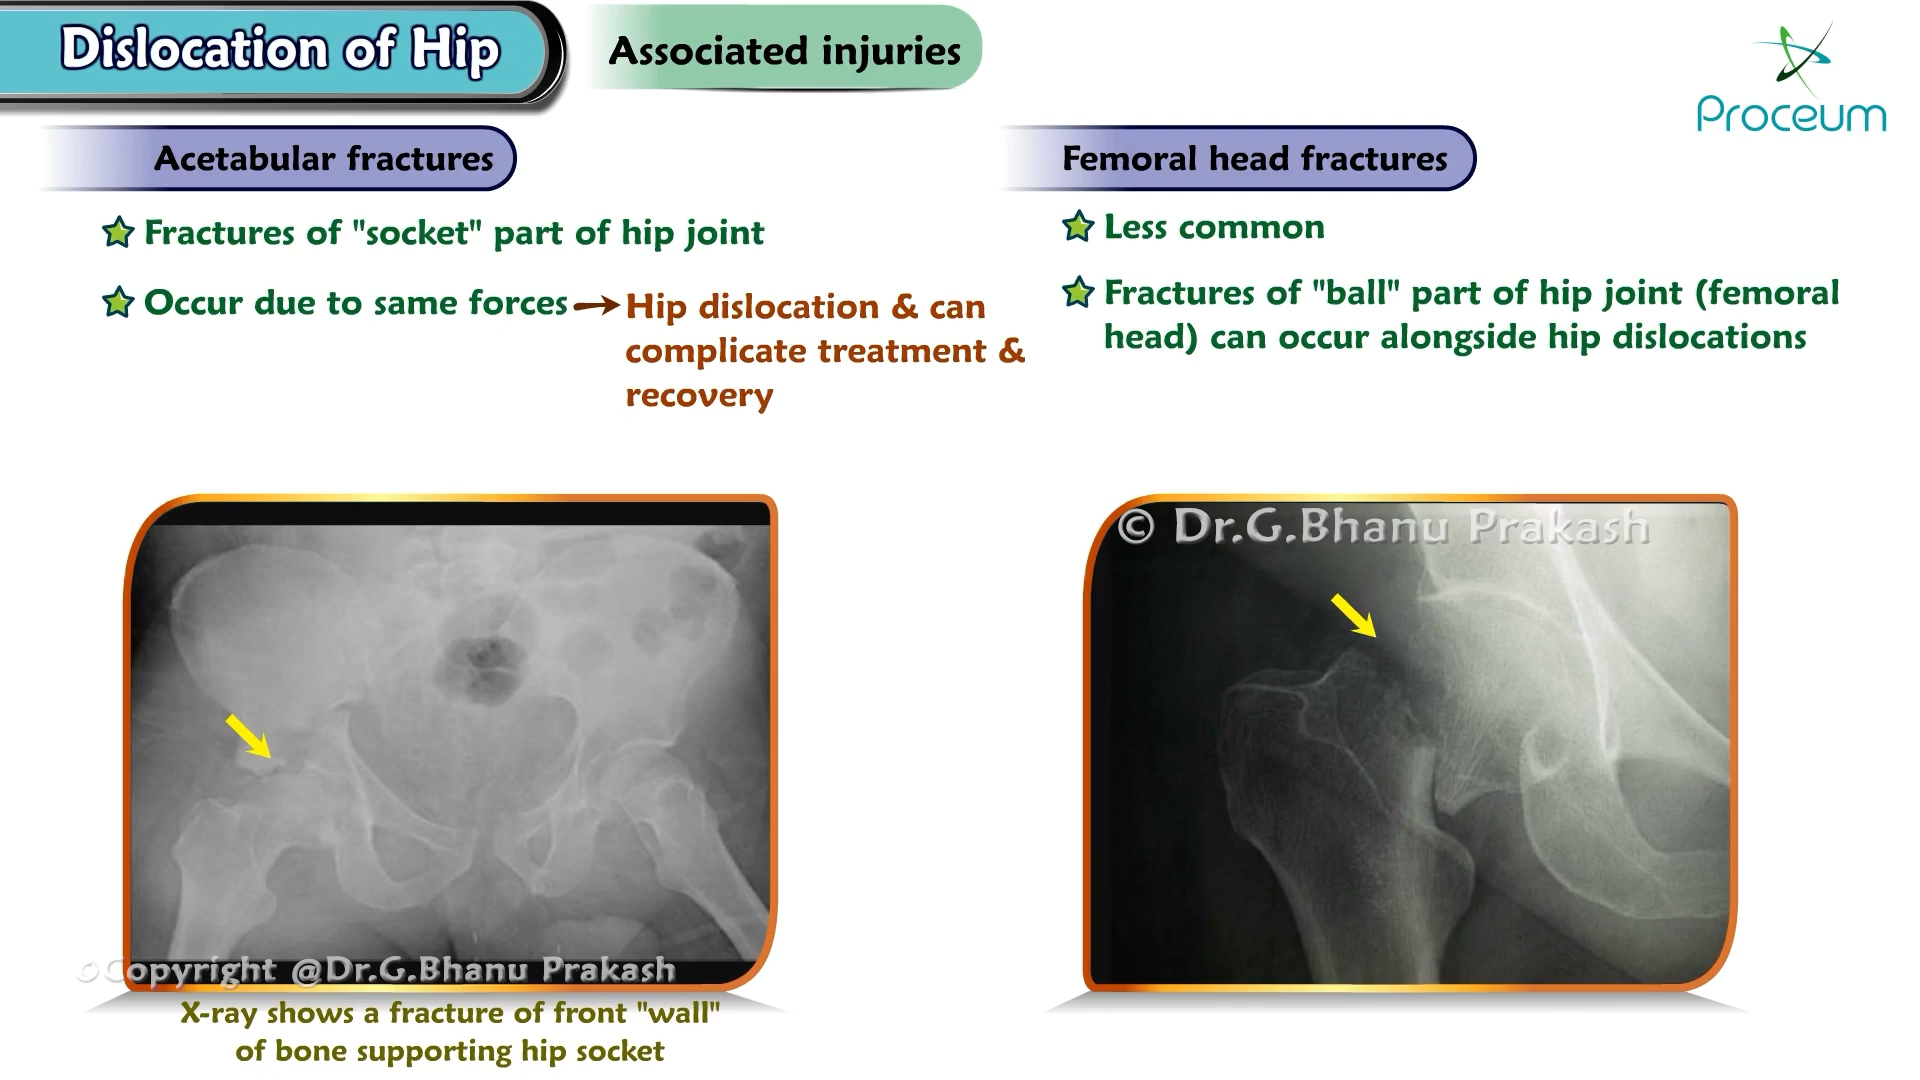 Dislocation of Hip
Associated injuries
Proceum
Acetabular fractures
Fractures of "socket" part of hip joint
Occur due to same forces
Hip dislocation & can
complicate treatment &
recovery
Femoral head fractures
Less common
Fractures of "ball" part of hip joint (femoral
head) can occur alongside hip dislocations
©Copyright @Dr.G.Bhanu Prakash
X-ray shows a fracture of front "wall"
of bone supporting hip socket
© Dr.G.Bhanu Prakash